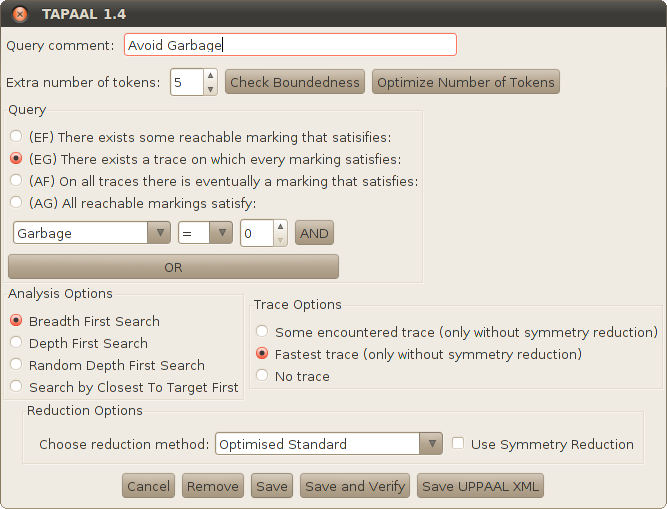 TAPAAL 1.4
Query comment: Avoid Garbage
Extra number of tokens: 5 Check Boundedness Optimize Number of Tokens
Query
(EF) There exists some reachable marking that satisifies:
(EG) There exists a trace on which every marking satisfies:
(AF) On all traces there is eventually a marking that satisfies:
(AG) All reachable markings satisfy:
Garbage = 0 AND
OR
Analysis Options
Breadth First Search
Depth First Search
Random Depth First Search
Search by Closest To Target First
Trace Options
Some encountered trace (only without symmetry reduction)
Fastest trace (only without symmetry reduction)
No trace
Reduction Options
Choose reduction method: Optimised Standard Use Symmetry Reduction
Cancel Remove Save Save and Verify Save UPPAAL XML